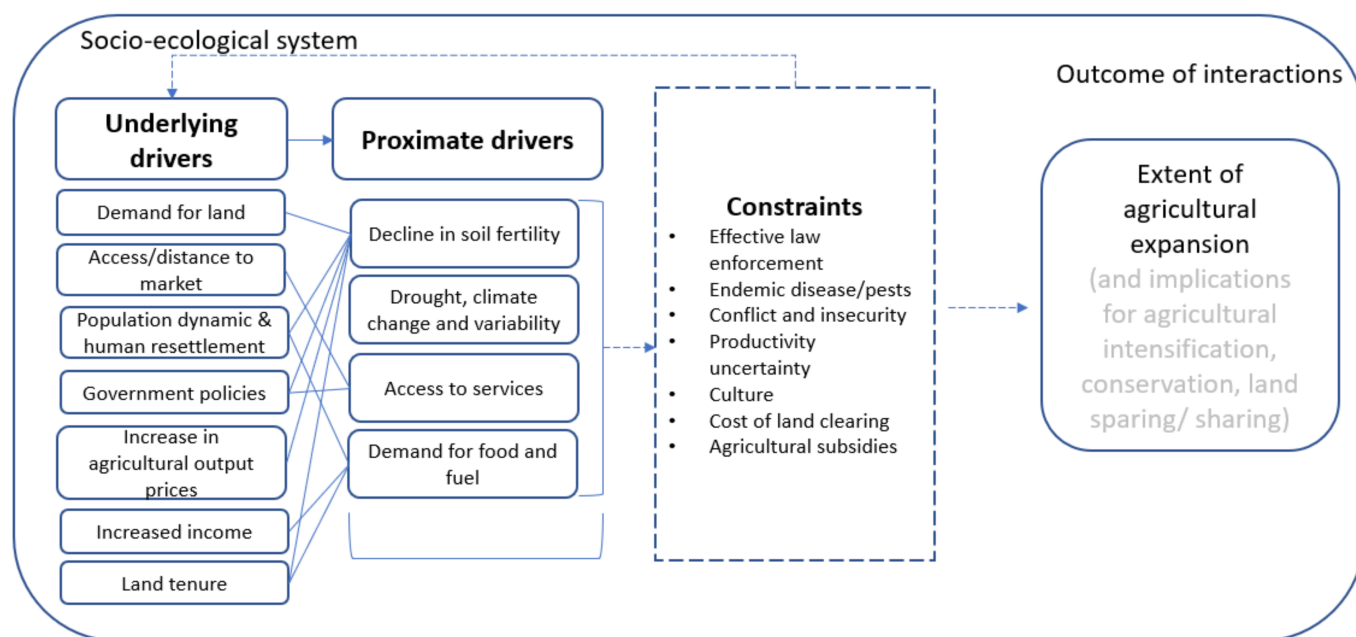 Socio-ecological system
Outcome of interactions
Underlying
drivers
Proximate drivers
Demand for land
Access/distance to
market
Population dynamic &
human resettlement
Government policies
Increase in
agricultural output
prices
Increased income
Land tenure
Decline in soil fertility
Drought, climate
change and variability
Access to services
Demand for food and
fuel
Constraints
• Effective law
enforcement
• Endemic disease/pests
• Conflict and insecurity
• Productivity
uncertainty
• Culture
• Cost of land clearing
• Agricultural subsidies
Extent of
agricultural
expansion
(and implications
for agricultural
intensification,
conservation, land
sparing/ sharing)